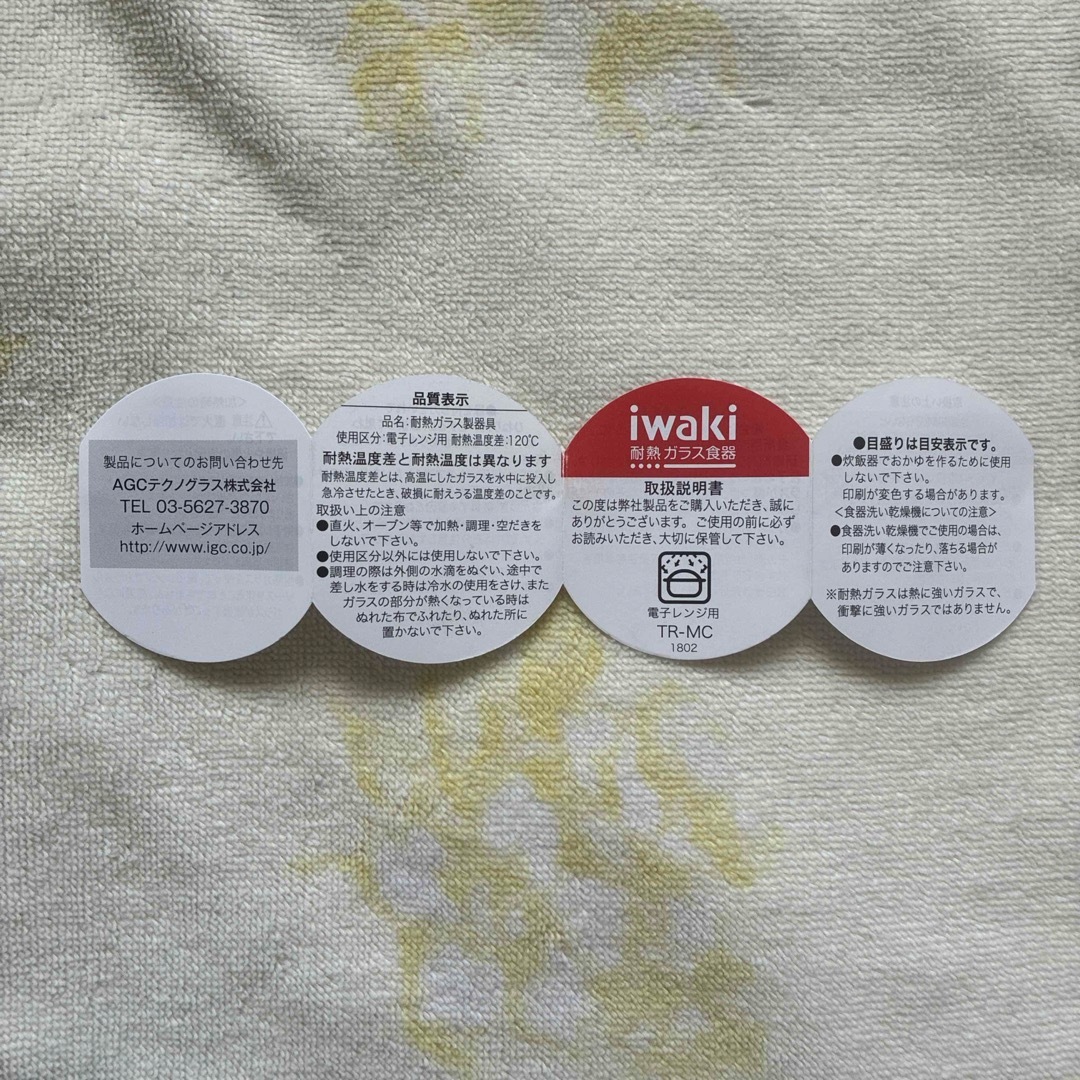 製品についてのお問い合わせ先
AGCテクノグラス株式会社
TEL 03-5627-3870
ホームページアドレス
http://www.igc.co.jp/
品質表示
品名:耐熱ガラス製器具
使用区分:電子レンジ用 耐熱温度差:120℃
耐熱温度差と耐熱温度は異なります
耐熱温度差とは、高温にしたガラスを水中に投入し
急冷させたとき、破損に耐えうる温度差のことです。
取扱い上の注意
●直火、オーブン等で加熱・調理・空だきを
しないで下さい。
●使用区分以外には使用しないで下さい。
●調理の際は外側の水滴をぬぐい、途中で
差し水をする時は冷水の使用をさけ、また
ガラスの部分が熱くなっている時は
ぬれた布でふれたり、ぬれた所に
置かないで下さい。
iwaki
耐熱ガラス食器
取扱説明書
この度は弊社製品をご購入いただき、誠に
ありがとうございます。ご使用の前に必ず
お読みいただき、大切に保管して下さい。
電子レンジ用
TR-MC
1802
●目盛りは目安表示です。
●炊飯器でおかゆを作るために使用
しないで下さい。
印刷が変色する場合があります。
<食器洗い乾燥機についての注意>
●食器洗い乾燥機でご使用の場合は、
印刷が薄くなったり、落ちる場合が
ありますのでご注意下さい。
※耐熱ガラスは熱に強いガラスで、
衝撃に強いガラスではありません。